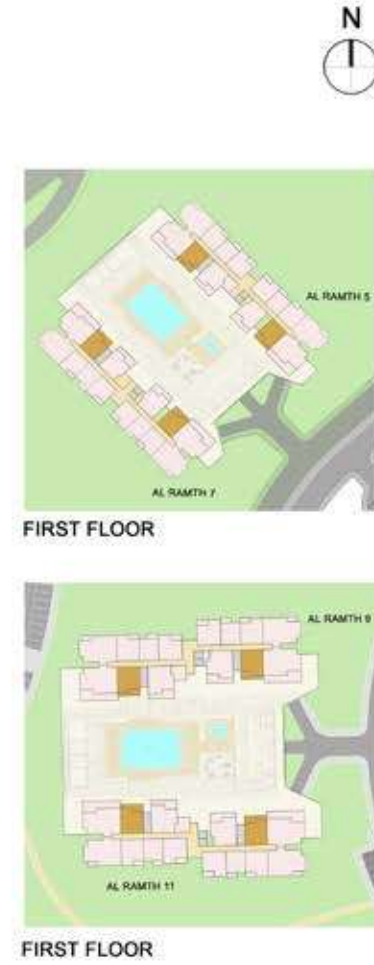 N
AL RAMTH 5
AL RAMTH 7
FIRST FLOOR
AL RAMTH 9
AL RAMTH 11
FIRST FLOOR